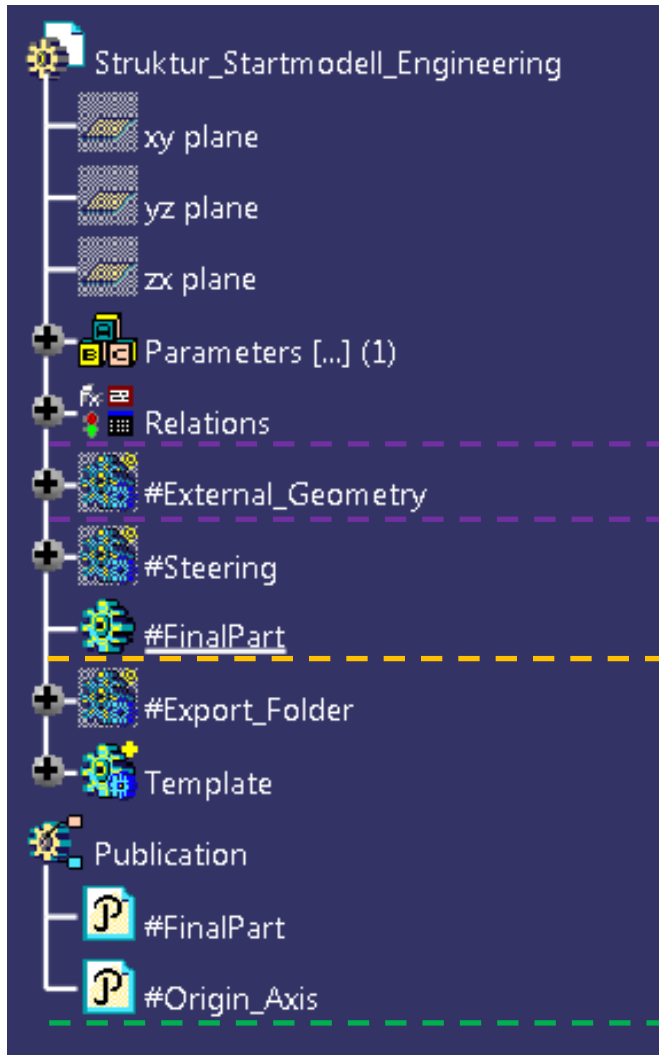 Struktur_Startmodell_Engineering
xy plane
yz plane
zx plane
Parameters [...] (1)
Relations
#External_Geometry
#Steering
#FinalPart
#Export_Folder
Template
Publication
#FinalPart
#Origin_Axis